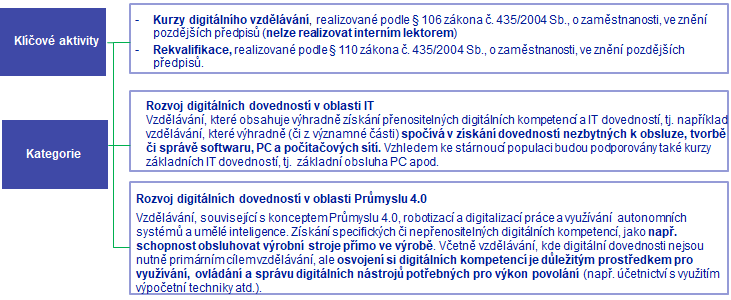 Klíčové aktivity
- Kurzy digitálního vzdělávání, realizované podle § 106 zákona č. 435/2004 Sb., o zaměstnanosti, ve znění
pozdějších předpisů (nelze realizovat interním lektorem)
- Rekvalifikace, realizované podle § 110 zákona č. 435/2004 Sb., o zaměstnanosti, ve znění pozdějších
předpisů.
Kategorie
Rozvoj digitálních dovedností v oblasti IT
Vzdělávání, které obsahuje výhradně získání přenositelných digitálních kompetencí a IT dovedností, tj. například
vzdělávání, které výhradně (či z významné části) spočívá v získání dovedností nezbytných k obsluze, tvorbě
či správě softwaru, PC a počítačových sítí. Vzhledem ke stárnoucí populaci budou podporovány také kurzy
základních IT dovedností, tj. základní obsluha PC apod.
Rozvoj digitálních dovedností v oblasti Průmyslu 4.0
Vzdělávání, související s konceptem Průmyslu 4.0, robotizací a digitalizací práce a využívání autonomních
systémů a umělé inteligence. Získání specifických či nepřenositelných digitálních kompetencí, jako např.
schopnost obsluhovat výrobní stroje přímo ve výrobě. Včetně vzdělávání, kde digitální dovednosti nejsou
nutně primárním cílem vzdělávání, ale osvojení si digitálních kompetencí je důležitým prostředkem pro
využívání, ovládání a správu digitálních nástrojů potřebných pro výkon povolání (např. účetnictví s využitím
výpočetní techniky atd.).